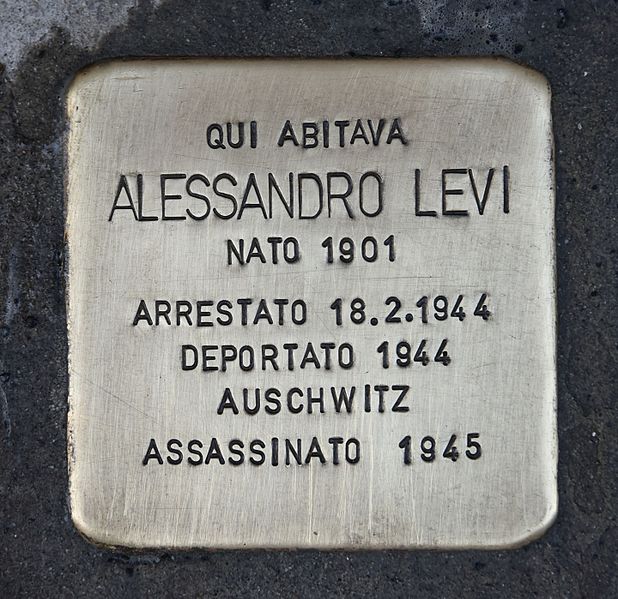 QUI ABITAVA
ALESSANDRO LEVI
NATO 1901
ARRESTATO 18.2.1944
DEPORTATO 1944
AUSCHWITZ
ASSASSINATO 1945